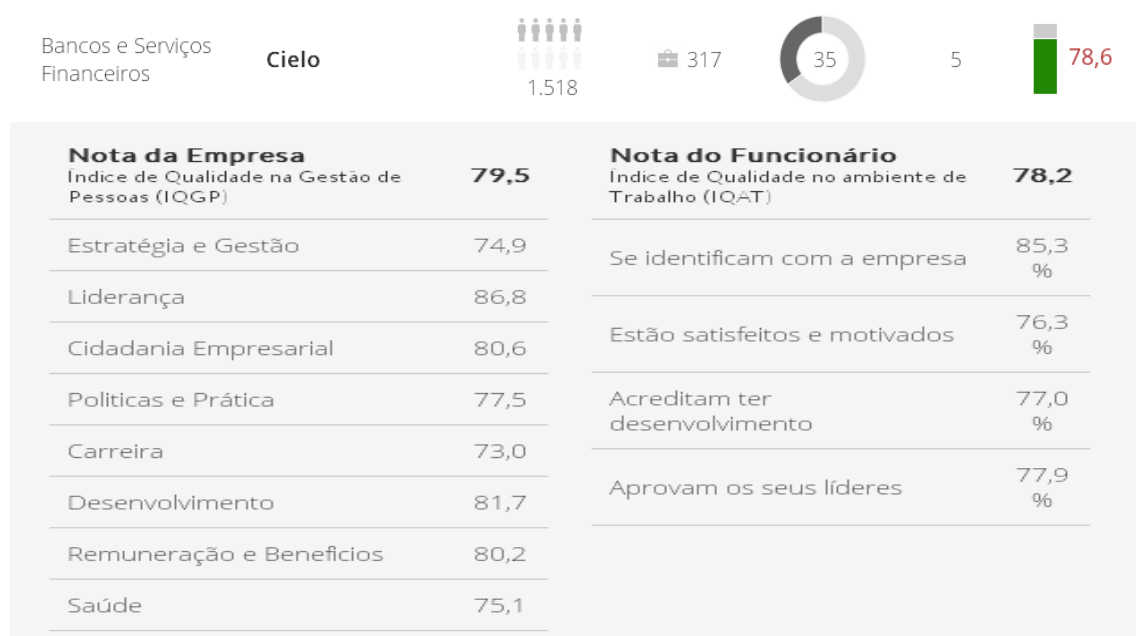 Bancos e Serviços
Financeiros
Cielo
1.518
317
35
5
78,6
Nota da Empresa
Índice de Qualidade na Gestão de
Pessoas (IQGP)
79,5
Estratégia e Gestão 74,9
Liderança 86,8
Cidadania Empresarial 80,6
Politicas e Prática 77,5
Carreira 73,0
Desenvolvimento 81,7
Remuneração e Beneficios 80,2
Saúde 75,1
Nota do Funcionário
Índice de Qualidade no ambiente de
Trabalho (IQAT)
78,2
Se identificam com a empresa
85,3
%
Estão satisfeitos e motivados
76,3
%
Acreditam ter
desenvolvimento
77,0
%
Aprovam os seus líderes
77,9
%